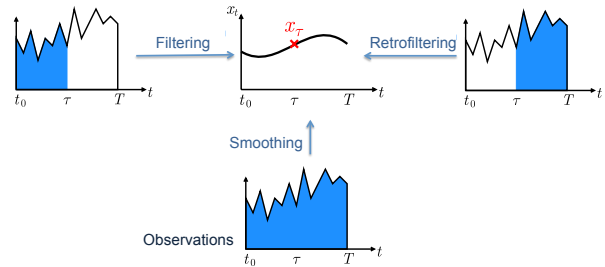 x_t
x_τ
Filtering
Retrofiltering
t_0 τ T t
t_0 τ T t
t_0 τ T t
Smoothing
Observations
t_0 τ T t